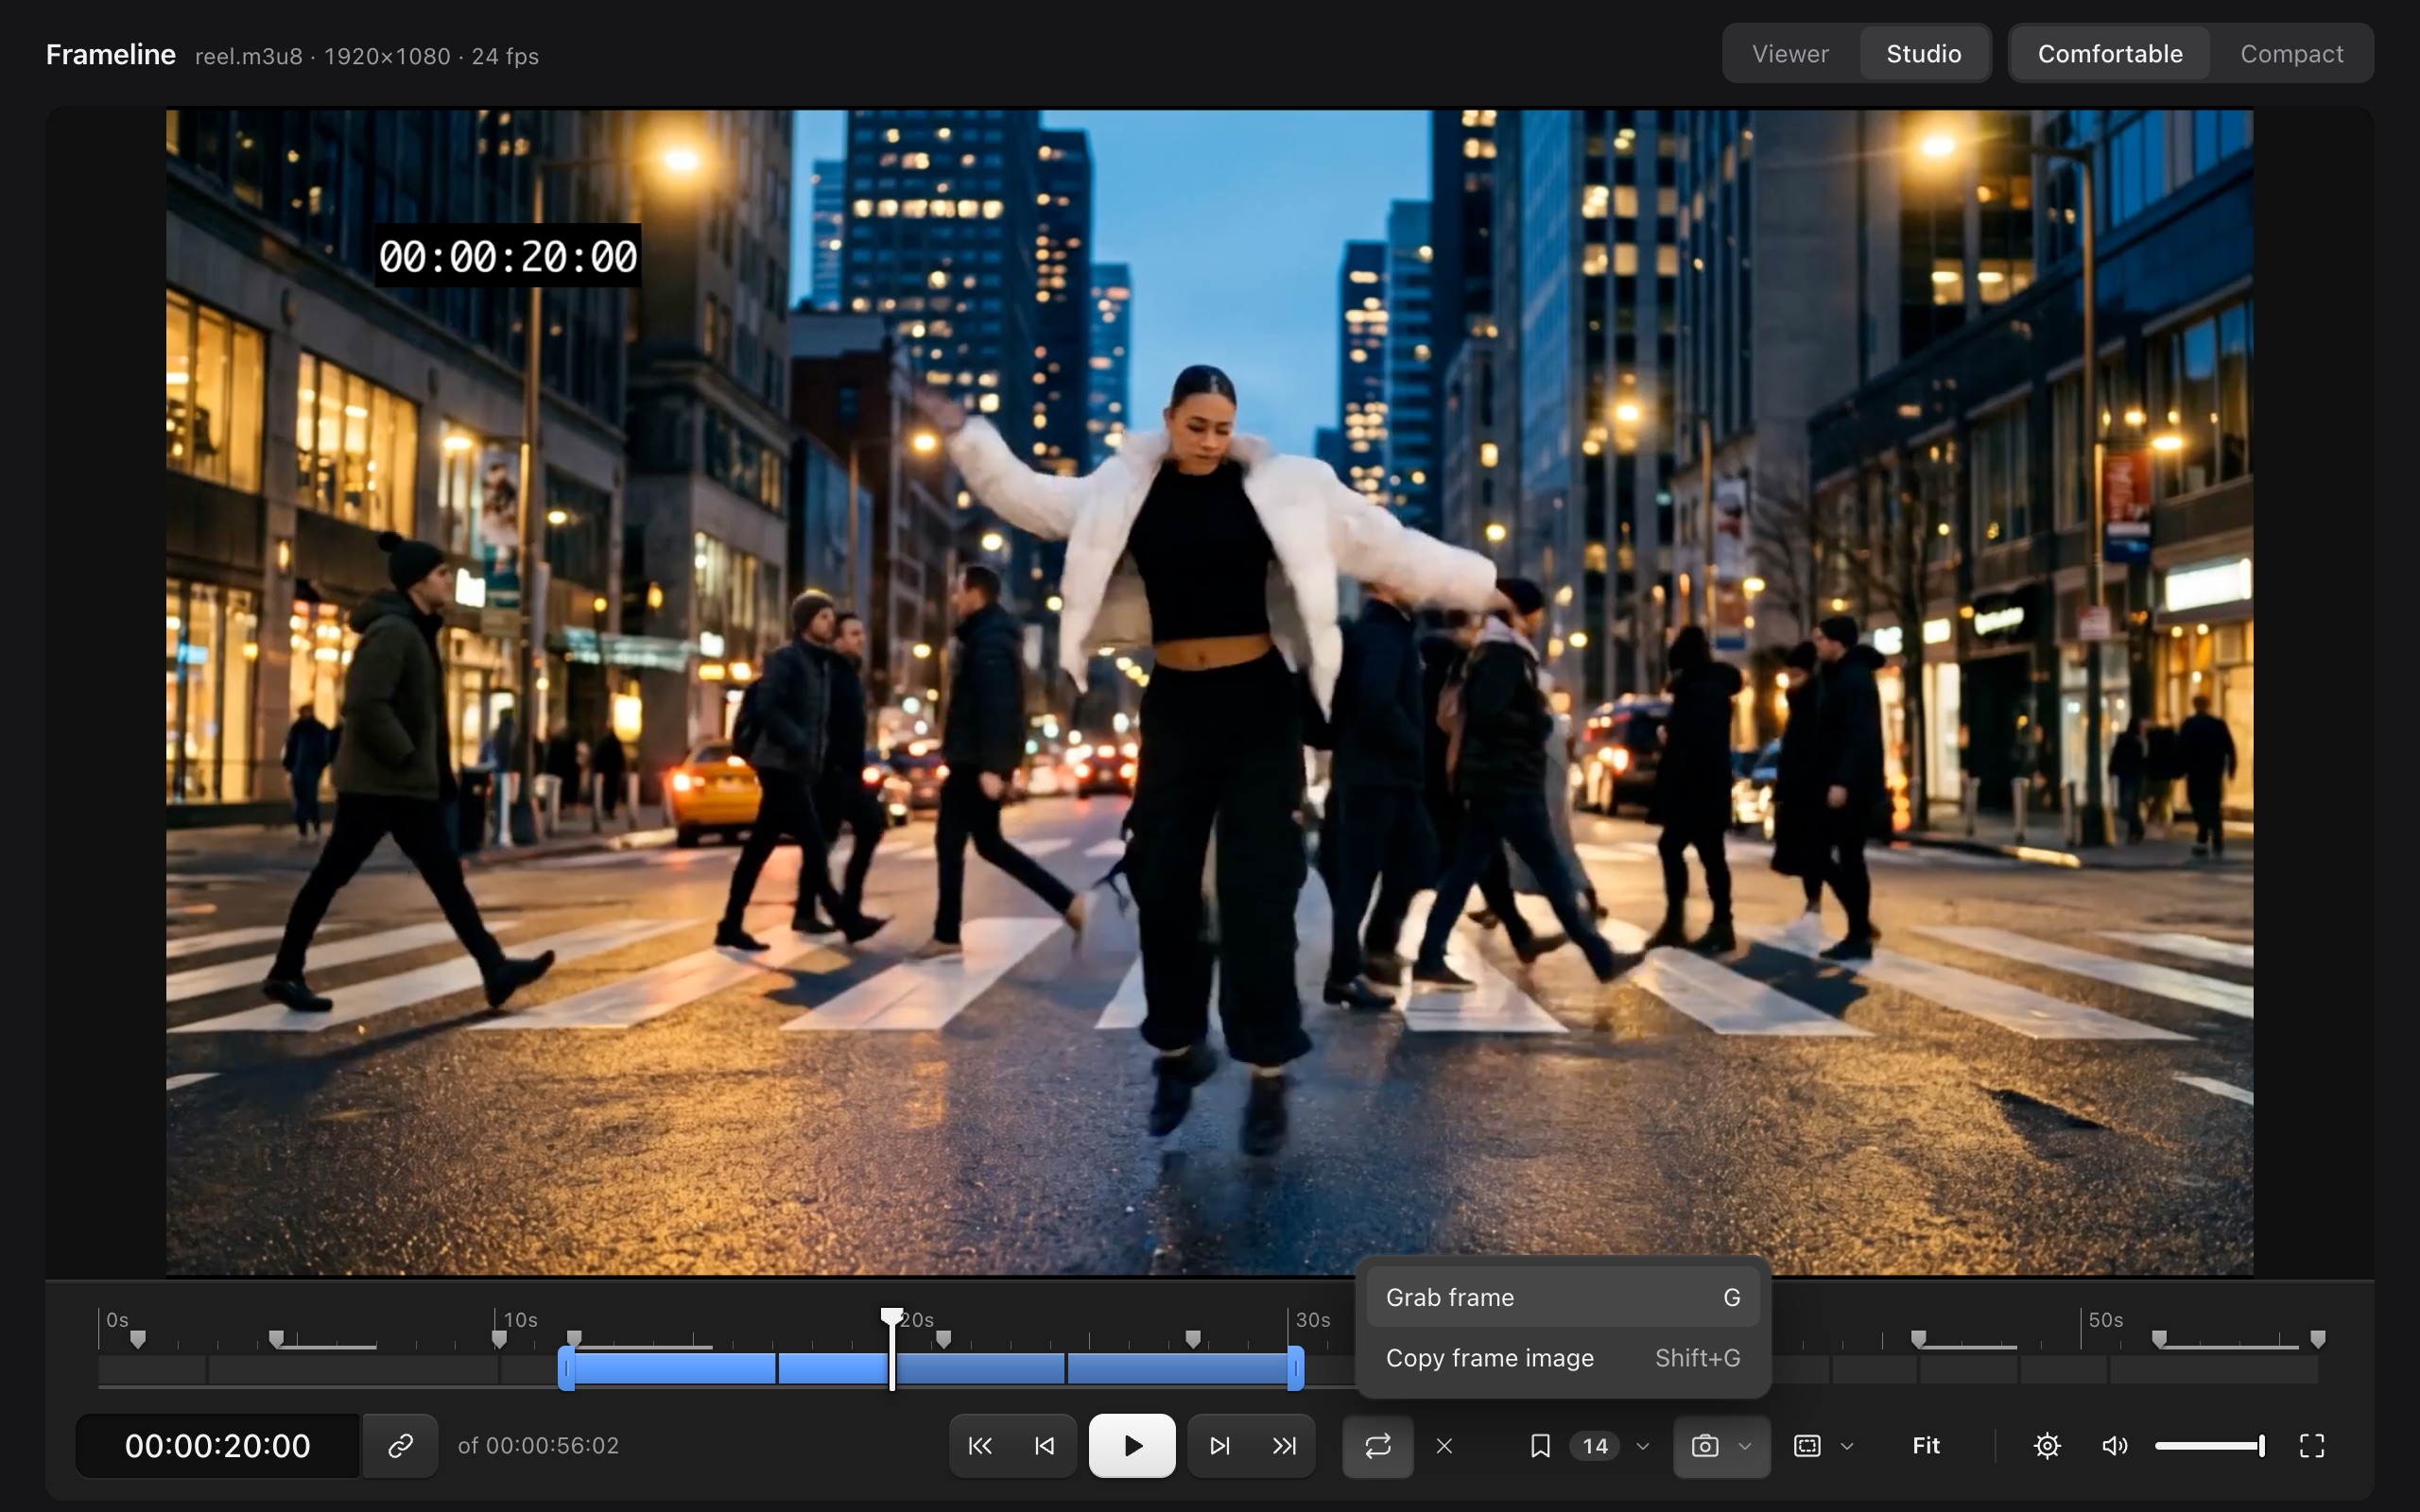 Frameline reel.m3u8 · 1920×1080 · 24 fps
Viewer Studio Comfortable Compact
00:00:20:00
0s 10s 20s 30s 50s
Grab frame G
Copy frame image Shift+G
00:00:20:00 of 00:00:56:02 14 Fit